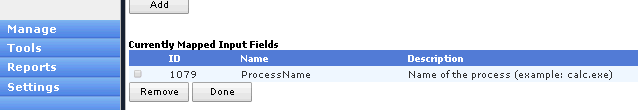 Add
Manage
Tools
Reports
Settings
Currently Mapped Input Fields
ID Name Description
1079 ProcessName Name of the process (example: calc.exe)
Remove Done